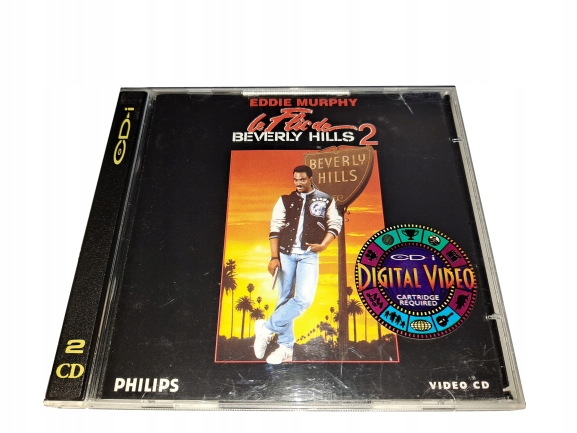 CD-i
2
CD
EDDIE MURPHY
le Flic de
BEVERLY HILLS 2
BEVERLY
HILLS
CD i
DIGITAL VIDEO
CARTRIDGE
REQUIRED
PHILIPS
VIDEO CD